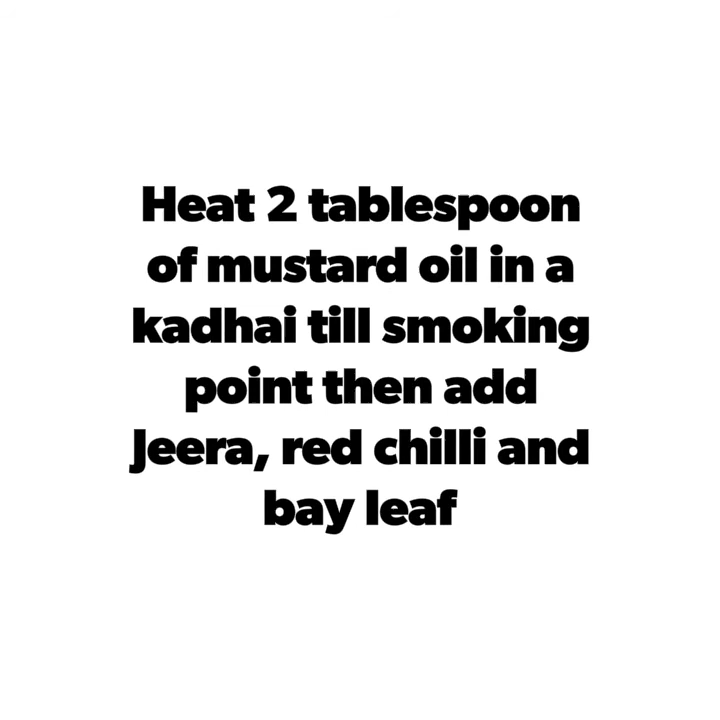 Heat 2 tablespoon
of mustard oil in a
kadhai till smoking
point then add
Jeera, red chilli and
bay leaf